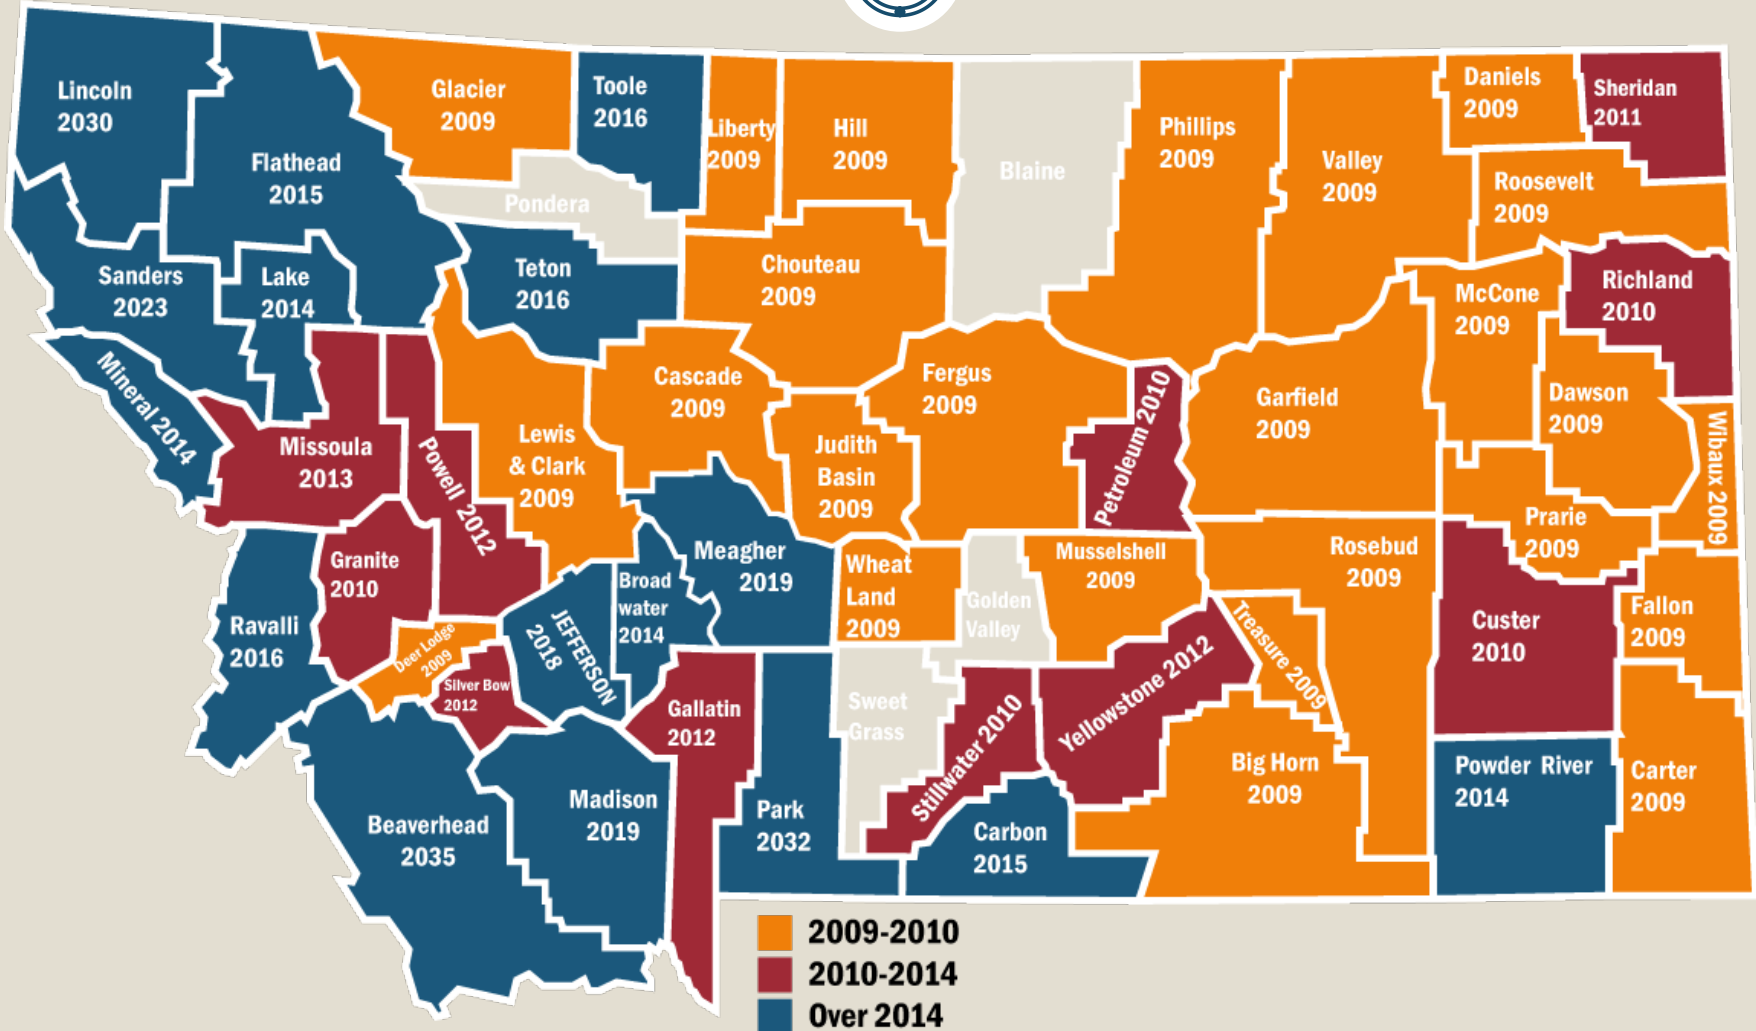 Lincoln
2030
Flathead
2015
Glacier
2009
Toole
2016
Liberty
2009
Hill
2009
Blaine
Phillips
2009
Valley
2009
Daniels
2009
Sheridan
2011
Roosevelt
2009
Pondera
Sanders
2023
Lake
2014
Teton
2016
Chouteau
2009
McCone
2009
Richland
2010
Mineral 2014
Missoula
2013
Powell 2012
Lewis
& Clark
2009
Cascade
2009
Judith
Basin
2009
Fergus
2009
Petroleum 2010
Garfield
2009
Dawson
2009
Wibaux 2009
Prarie
2009
Granite
2010
Ravalli
2016
Deer Lodge
2009
Silver Bow
2012
JEFFERSON
2018
Broad
water
2014
Meagher
2019
Wheat
Land
2009
Golden
Valley
Musselshell
2009
Rosebud
2009
Treasure 2009
Custer
2010
Fallon
2009
Gallatin
2012
Sweet
Grass
Stillwater 2010
Yellowstone 2012
Big Horn
2009
Powder River
2014
Carter
2009
Beaverhead
2035
Madison
2019
Park
2032
Carbon
2015
2009-2010
2010-2014
Over 2014